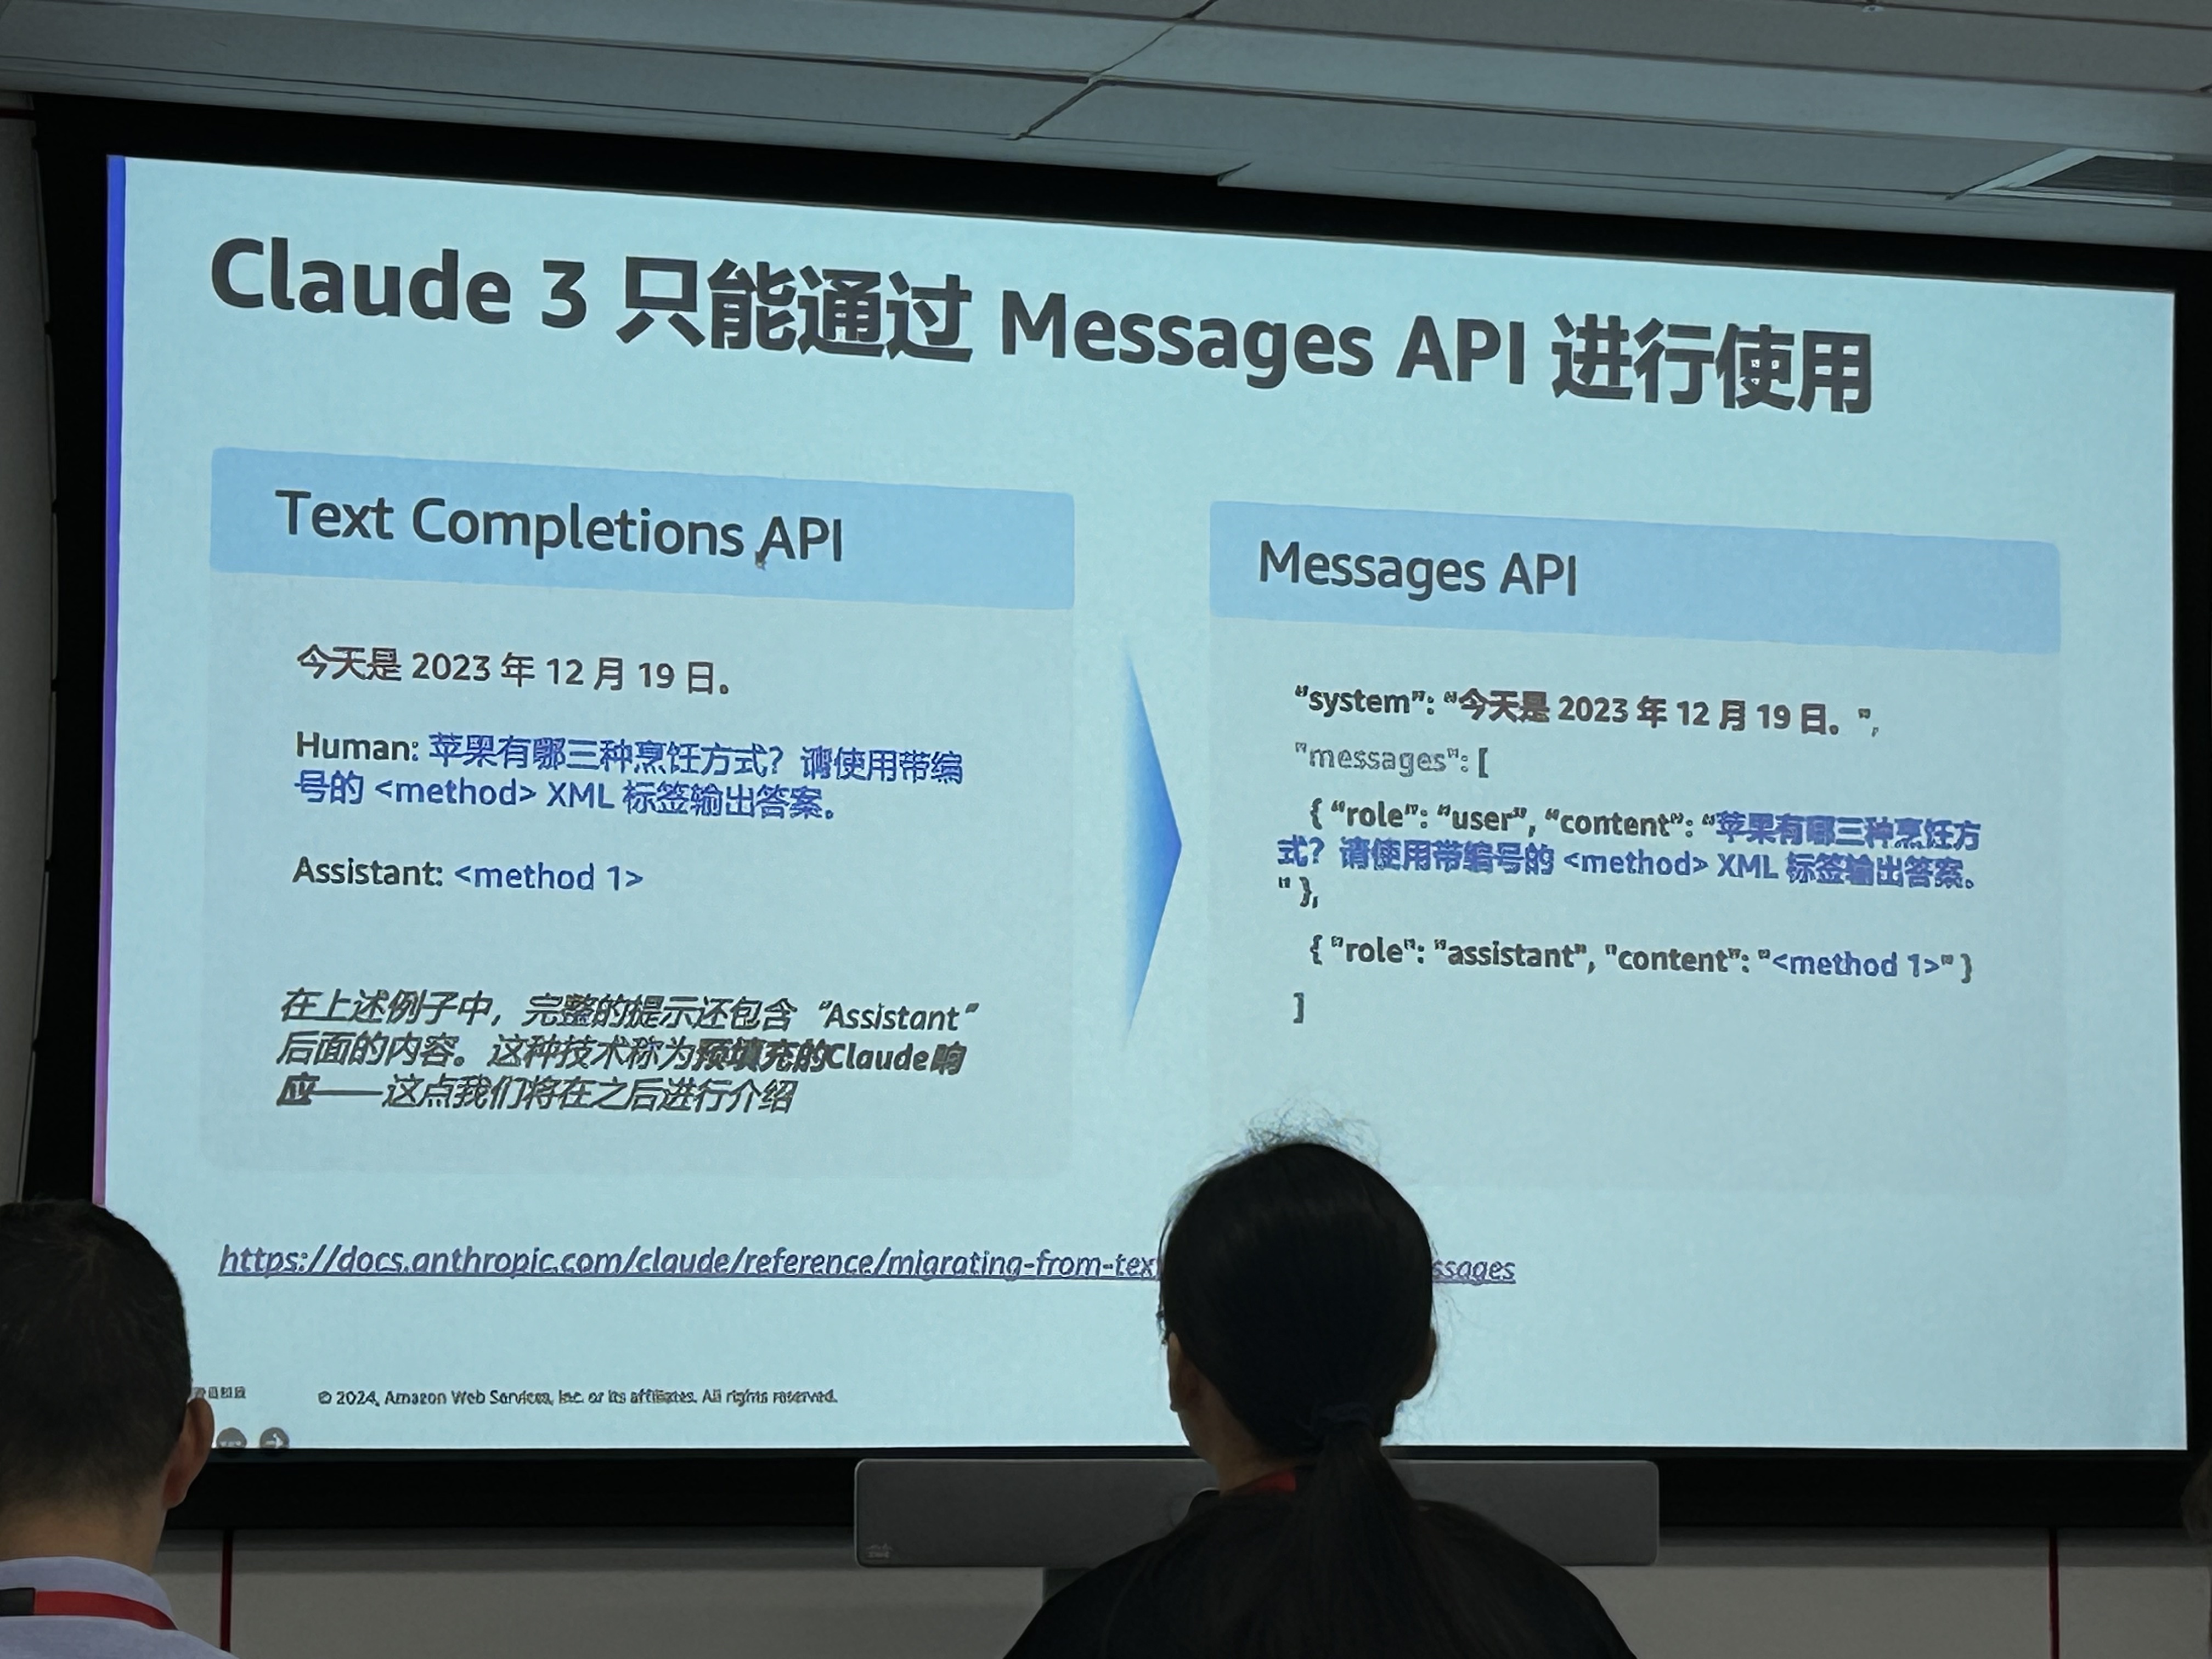 Claude 3 只能通过 Messages API 进行使用
Text Completions API
今天是 2023 年 12 月 19 日。
Human: 苹果有哪三种烹饪方式？请使用带编
号的 <method> XML 标签输出答案。
Assistant: <method 1>
在上述例子中，完整的提示还包含“Assistant”
后面的内容。这种技术称为预填充的Claude响
应——这点我们将在之后进行介绍
Messages API
“system”: “今天是 2023 年 12 月 19 日。”,
"messages": [
{ “role”: “user”, “content”: “苹果有哪三种烹饪方
式？请使用带编号的 <method> XML 标签输出答案。
" },
{ "role": "assistant", "content": "<method 1>" }
]
https://docs.anthropic.com/claude/reference/migrating-from-tex ssages
© 2024, Amazon Web Services, Inc. or its affiliates. All rights reserved.